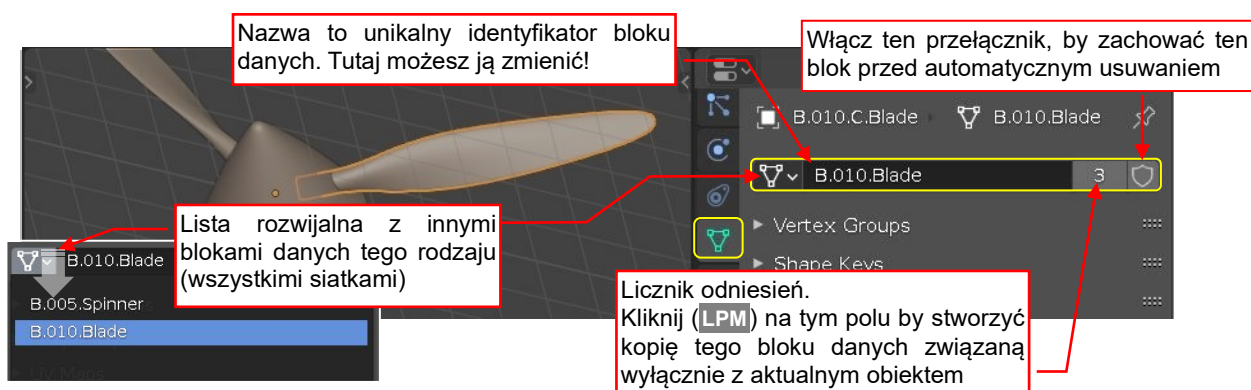 Nazwa to unikalny identyfikator bloku
danych. Tutaj możesz ją zmienić!
Włącz ten przełącznik, by zachować ten
blok przed automatycznym usuwaniem
B.010.C.Blade B.010.Blade
B.010.Blade 3
Vertex Groups
Shape Keys
Lista rozwijalna z innymi
blokami danych tego rodzaju
(wszystkimi siatkami)
B.010.Blade
B.005.Spinner
B.010.Blade
UV Maps
Licznik odniesień.
Kliknij (LPM) na tym polu by stworzyć
kopię tego bloku danych związaną
wyłącznie z aktualnym obiektem